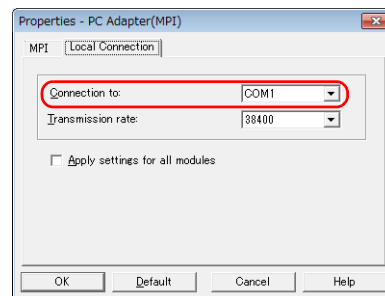 Properties - PC Adapter(MPI)
MPI Local Connection
Connection to: COM1
Transmission rate: 38400
Apply settings for all modules
OK Default Cancel Help